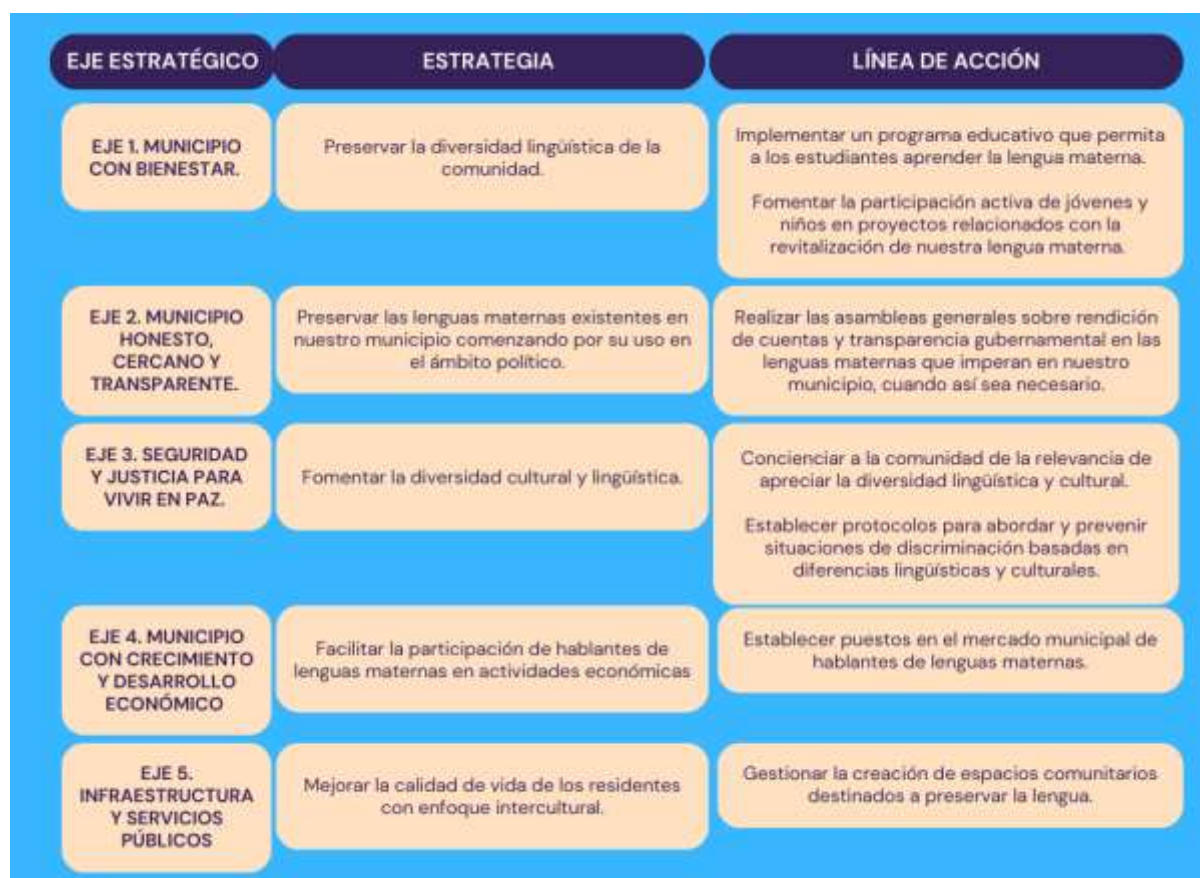 EJE ESTRATÉGICO
ESTRATEGIA
LÍNEA DE ACCIÓN
EJE 1. MUNICIPIO
CON BIENESTAR.
Preservar la diversidad lingüística de la
comunidad.
Implementar un programa educativo que permita
a los estudiantes aprender la lengua materna.
Fomentar la participación activa de jóvenes y
niños en proyectos relacionados con la
revitalización de nuestra lengua materna.
EJE 2. MUNICIPIO
HONESTO,
CERCANO Y
TRANSPARENTE.
Preservar las lenguas maternas existentes en
nuestro municipio comenzando por su uso en
el ámbito político.
Realizar las asambleas generales sobre rendición
de cuentas y transparencia gubernamental en las
lenguas maternas que imperan en nuestro
municipio, cuando así sea necesario.
EJE 3. SEGURIDAD
Y JUSTICIA PARA
VIVIR EN PAZ.
Fomentar la diversidad cultural y lingüística.
Concienciar a la comunidad de la relevancia de
apreciar la diversidad lingüística y cultural.
Establecer protocolos para abordar y prevenir
situaciones de discriminación basadas en
diferencias lingüísticas y culturales.
EJE 4. MUNICIPIO
CON CRECIMIENTO
Y DESARROLLO
ECONÓMICO
Facilitar la participación de hablantes de
lenguas maternas en actividades económicas
Establecer puestos en el mercado municipal de
hablantes de lenguas maternas.
EJE 5.
INFRAESTRUCTURA
Y SERVICIOS
PÚBLICOS
Mejorar la calidad de vida de los residentes
con enfoque intercultural.
Gestionar la creación de espacios comunitarios
destinados a preservar la lengua.